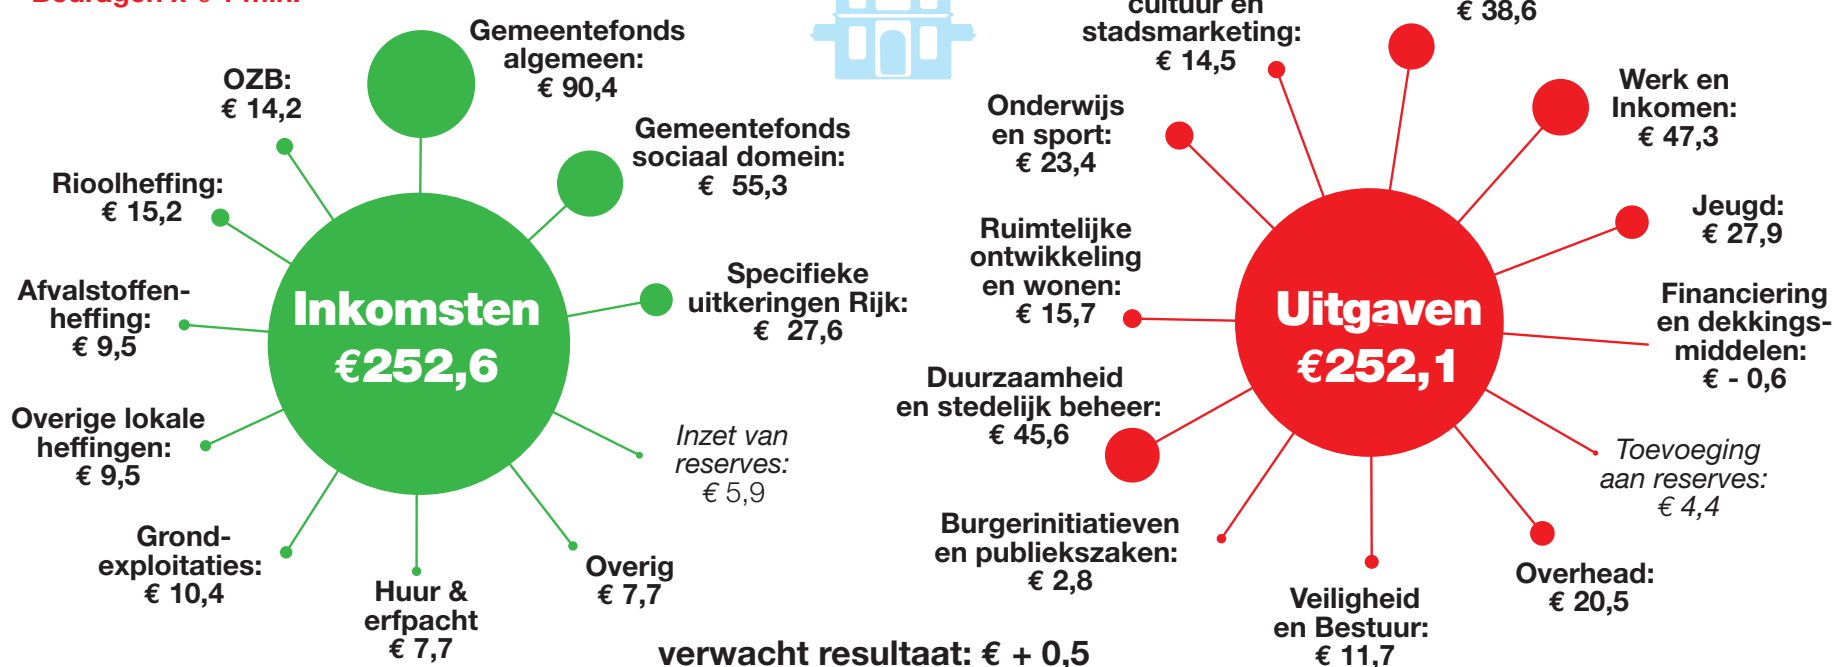 Bedragen x € 1 mln.
Gemeentefonds
algemeen:
€ 90,4
OZB:
€ 14,2
Gemeentefonds
sociaal domein:
€ 55,3
Rioolheffing:
€ 15,2
Specifieke
uitkeringen Rijk:
€ 27,6
Afvalstoffen-
heffing:
€ 9,5
Inkomsten
€252,6
Overige lokale
heffingen:
€ 9,5
Inzet van
reserves:
€ 5,9
Grond-
exploitaties:
€ 10,4
Huur &
erfpacht
€ 7,7
Overig
€ 7,7
cultuur en
stadsmarketing:
€ 14,5
€ 38,6
Werk en
Inkomen:
€ 47,3
Onderwijs
en sport:
€ 23,4
Jeugd:
€ 27,9
Ruimtelijke
ontwikkeling
en wonen:
€ 15,7
Uitgaven
€252,1
Financiering
en dekkings-
middelen:
€ - 0,6
Duurzaamheid
en stedelijk beheer:
€ 45,6
Toevoeging
aan reserves:
€ 4,4
Burgerinitiatieven
en publiekszaken:
€ 2,8
Veiligheid
en Bestuur:
€ 11,7
Overhead:
€ 20,5
verwacht resultaat: € + 0,5